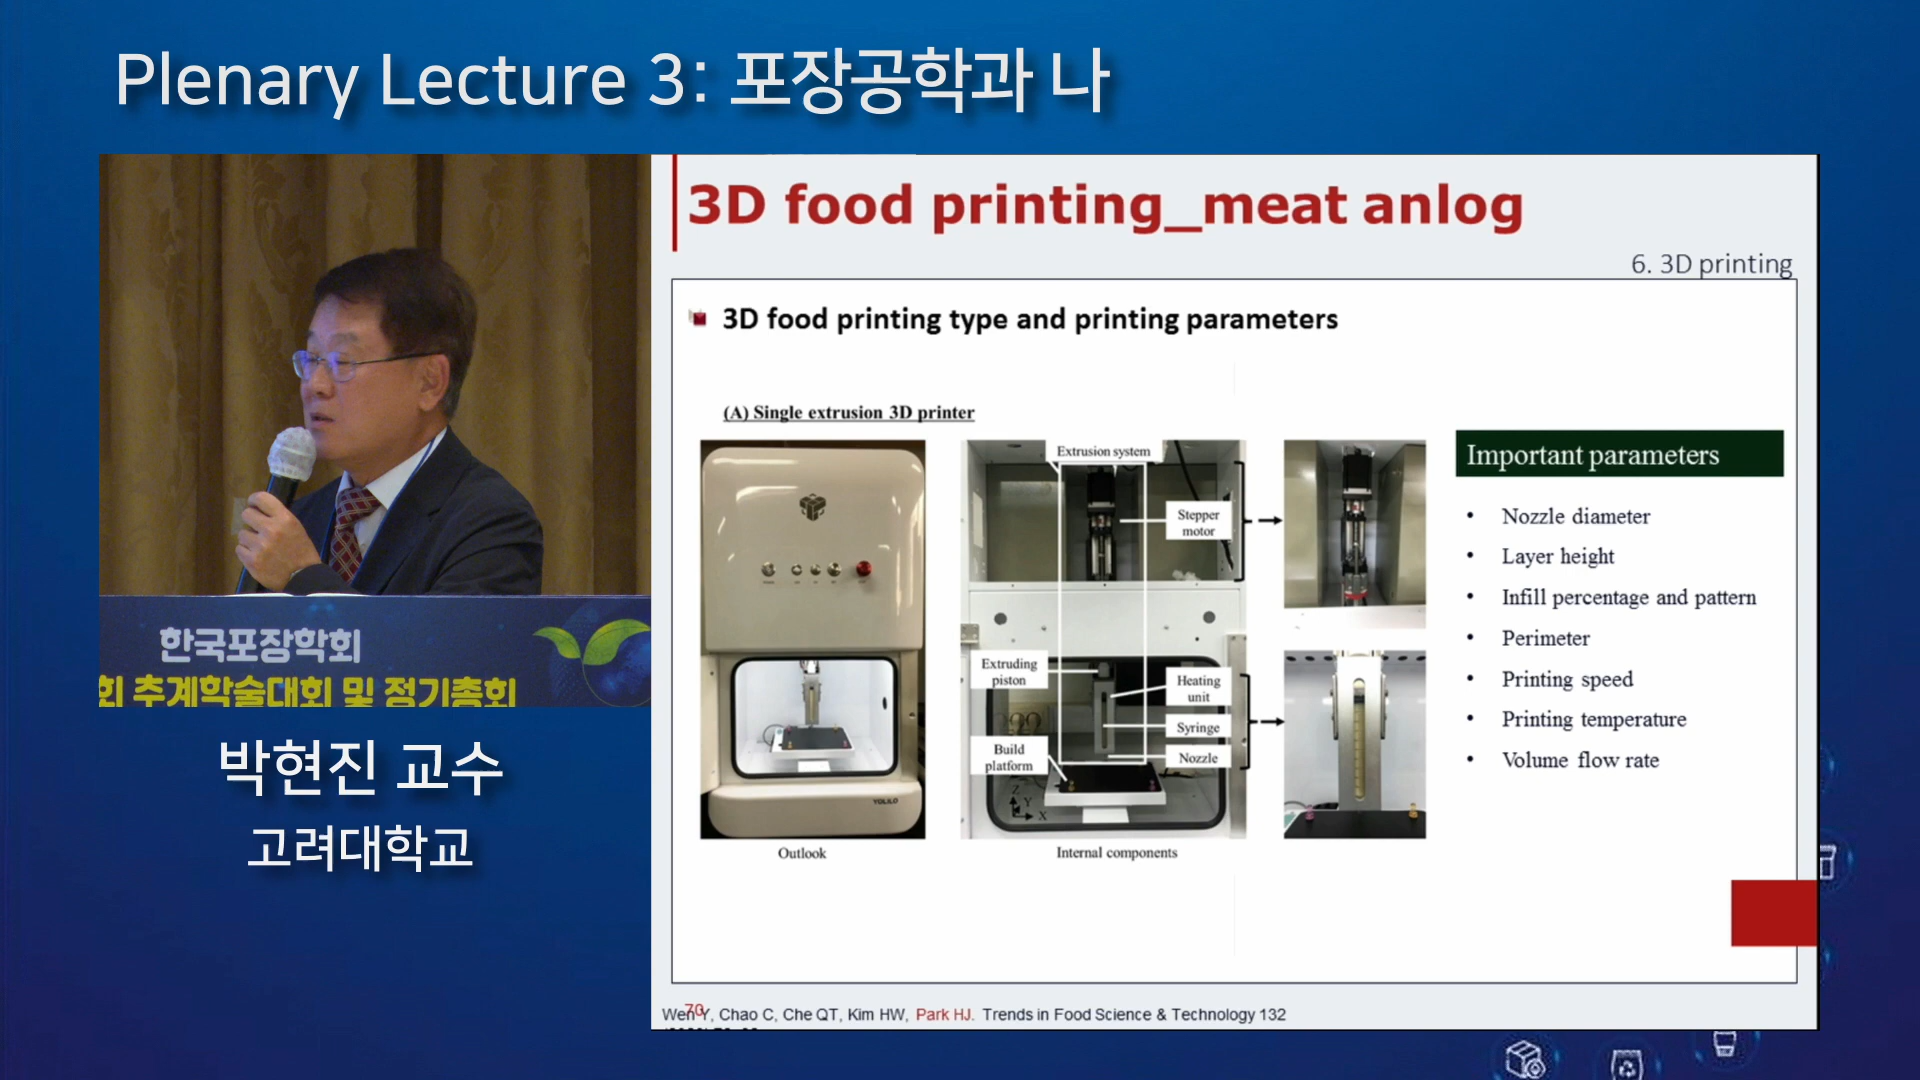 Plenary Lecture 3: 포장공학과 나
3D food printing_meat anlog
6. 3D printing
3D food printing type and printing parameters
(A) Single extrusion 3D printer
Extrusion system
Stepper
motor
Extruding
piston
Heating
unit
Syringe
Build
platform
Nozzle
Z
Y
X
YOLILO
Outlook
Internal components
Important parameters
• Nozzle diameter
• Layer height
• Infill percentage and pattern
• Perimeter
• Printing speed
• Printing temperature
• Volume flow rate
70
Wen Y, Chao C, Che QT, Kim HW, Park HJ. Trends in Food Science & Technology 132
한국포장학회
회 추계학술대회 및 정기총회
박현진 교수
고려대학교